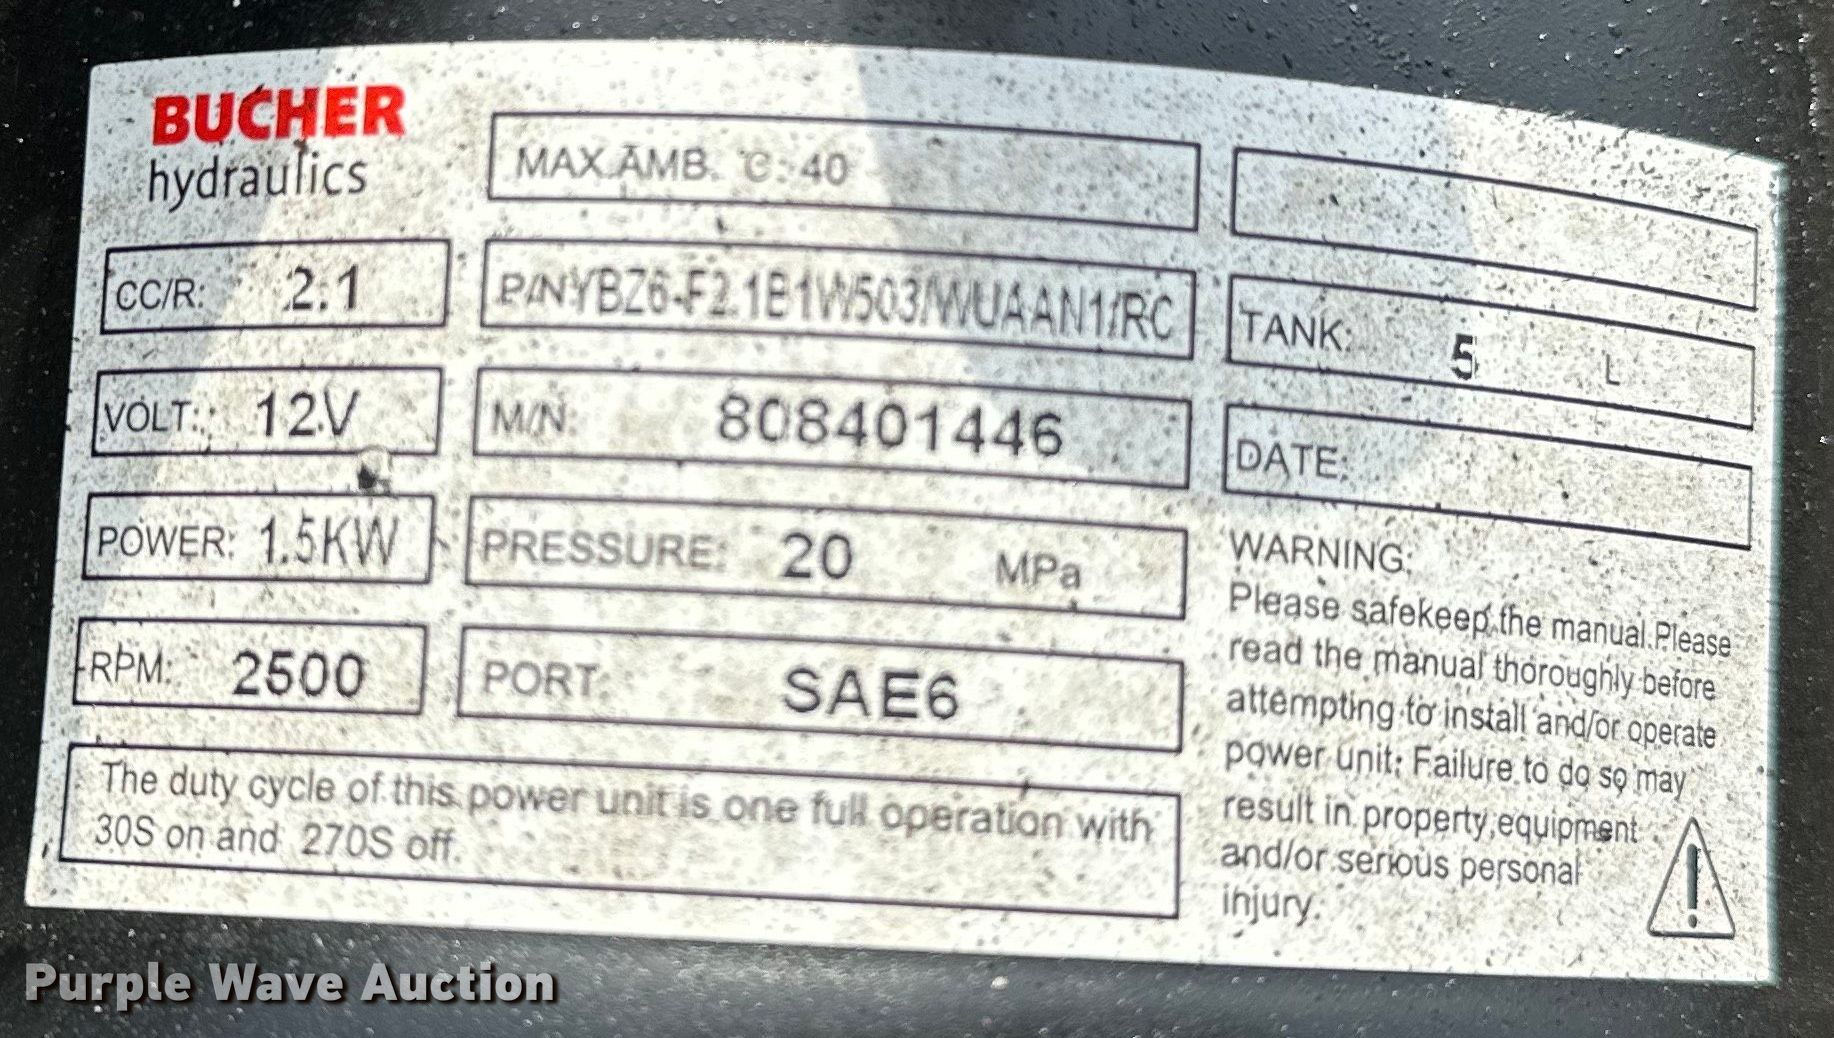 BUCHER
hydraulics
MAX.AMB. °C: 40
CC/R: 2.1
P/N:YBZ6-F2.1B1W503/WUAAN1/RC
TANK: 5 L
VOLT: 12V
M/N: 808401446
DATE:
POWER: 1.5KW
PRESSURE: 20 MPa
RPM: 2500
PORT: SAE6
The duty cycle of this power unit is one full operation with
30S on and 270S off.
WARNING:
Please safekeep the manual.Please
read the manual thoroughly before
attempting to install and/or operate
power unit. Failure to do so may
result in property,equipment
and/or serious personal
injury.
Purple Wave Auction